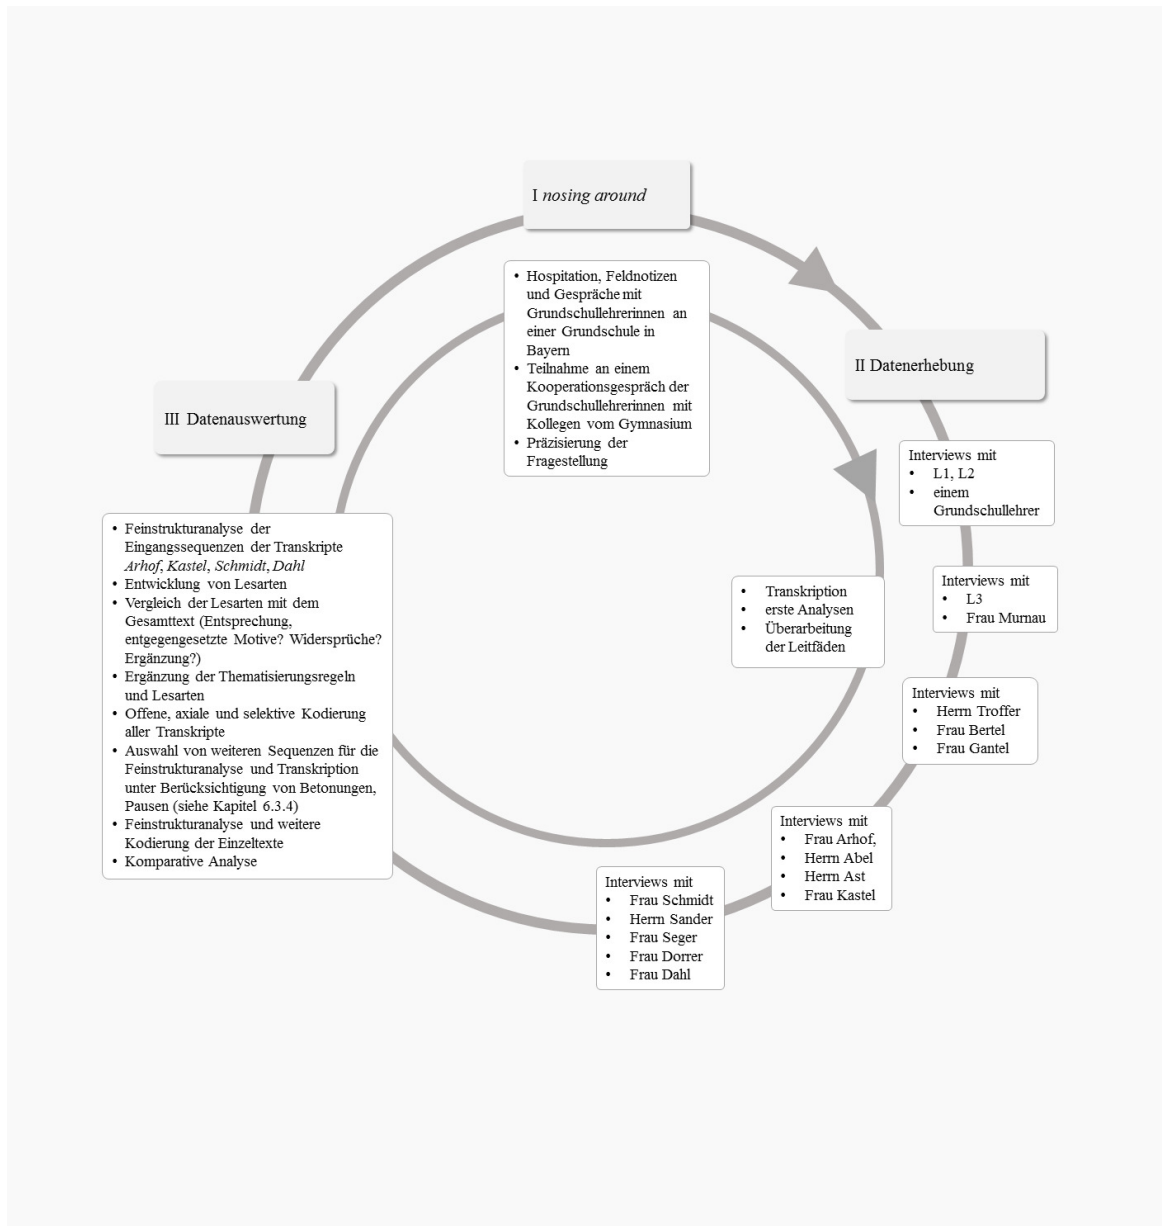 I nosing around
• Hospitation, Feldnotizen
und Gespräche mit
Grundschullehrerinnen an
einer Grundschule in
Bayern
• Teilnahme an einem
Kooperationsgespräch der
Grundschullehrerinnen mit
Kollegen vom Gymnasium
• Präzisierung der
Fragestellung
II Datenerhebung
Interviews mit
• L1, L2
• einem
Grundschullehrer
Interviews mit
• L3
• Frau Murnau
Interviews mit
• Herrn Troffer
• Frau Bertel
• Frau Gantel
Interviews mit
• Frau Arhof,
• Herrn Abel
• Herrn Ast
• Frau Kastel
Interviews mit
• Frau Schmidt
• Herrn Sander
• Frau Seger
• Frau Dorrer
• Frau Dahl
• Transkription
• erste Analysen
• Überarbeitung
der Leitfäden
III Datenauswertung
• Feinstrukturanalyse der
Eingangssequenzen der Transkripte
Arhof, Kastel, Schmidt, Dahl
• Entwicklung von Lesarten
• Vergleich der Lesarten mit dem
Gesamttext (Entsprechung,
entgegengesetzte Motive? Widersprüche?
Ergänzung?)
• Ergänzung der Thematisierungsregeln
und Lesarten
• Offene, axiale und selektive Kodierung
aller Transkripte
• Auswahl von weiteren Sequenzen für die
Feinstrukturanalyse und Transkription
unter Berücksichtigung von Betonungen,
Pausen (siehe Kapitel 6.3.4)
• Feinstrukturanalyse und weitere
Kodierung der Einzeltexte
• Komparative Analyse